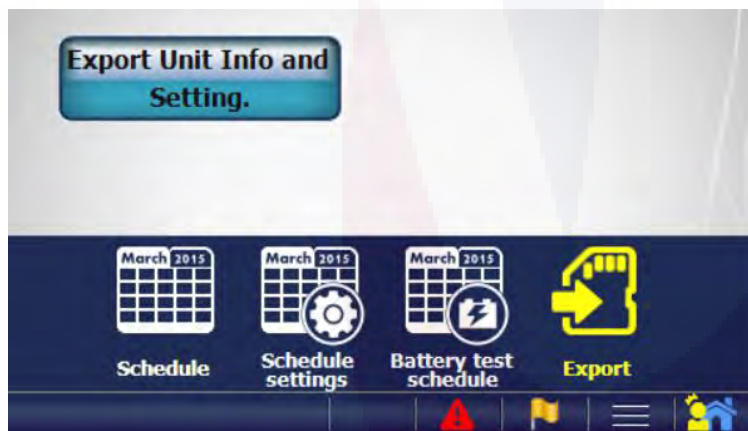 Export Unit Info and
Setting.
March 2015
March 2015
March 2015
Schedule
Schedule
settings
Battery test
schedule
Export